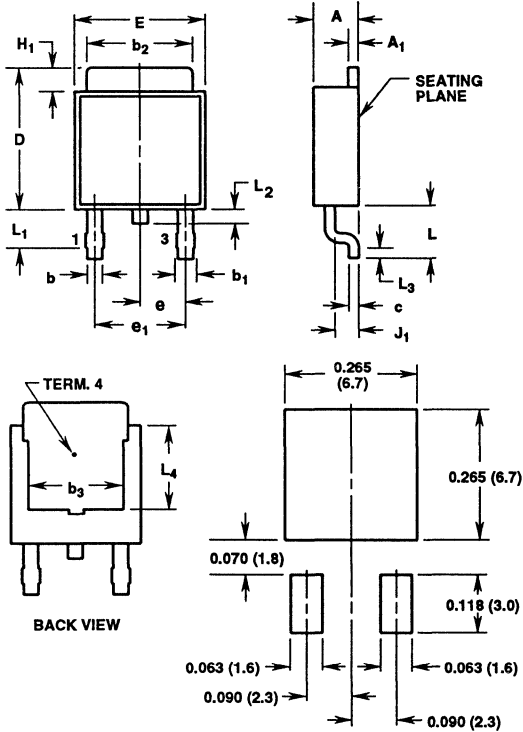 E
A
H1
b2
A1
SEATING
PLANE
D
L2
L1
1
3
L
b
b1
L3
e
c
e1
J1
0.265
(6.7)
TERM. 4
L4
b3
0.265 (6.7)
0.070 (1.8)
0.118 (3.0)
BACK VIEW
0.063 (1.6)
0.063 (1.6)
0.090 (2.3)
0.090 (2.3)